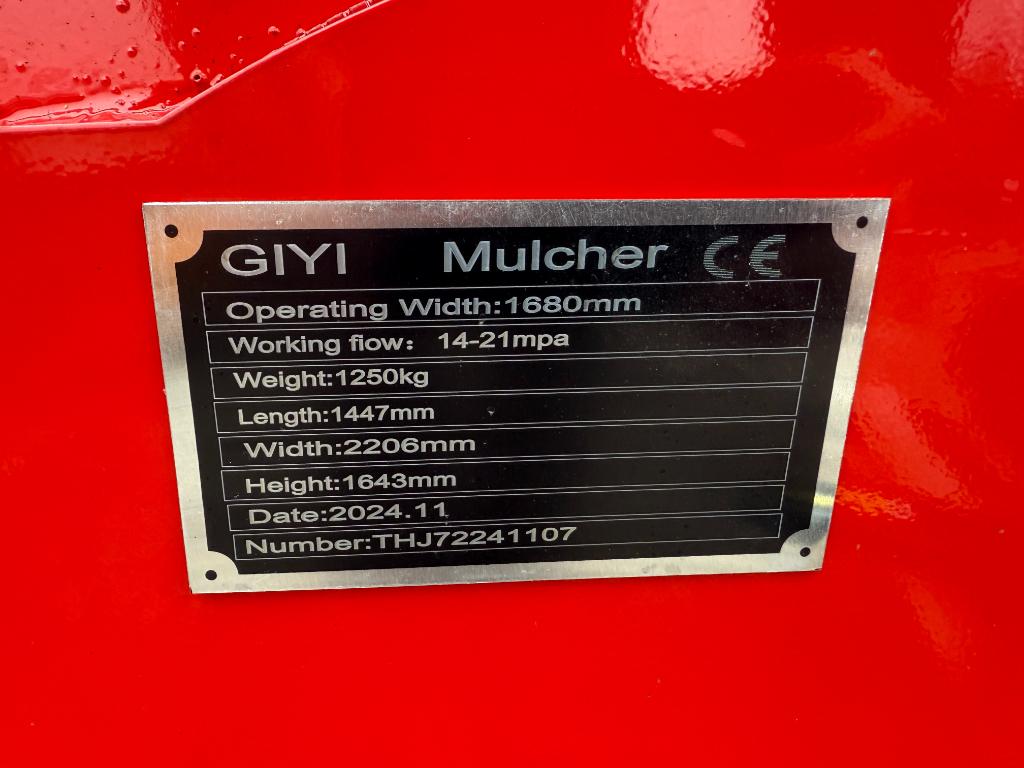 GIYI Mulcher CE
Operating Width:1680mm
Working flow: 14-21mpa
Weight:1250kg
Length:1447mm
Width:2206mm
Height:1643mm
Date:2024.11
Number:THJ72241107